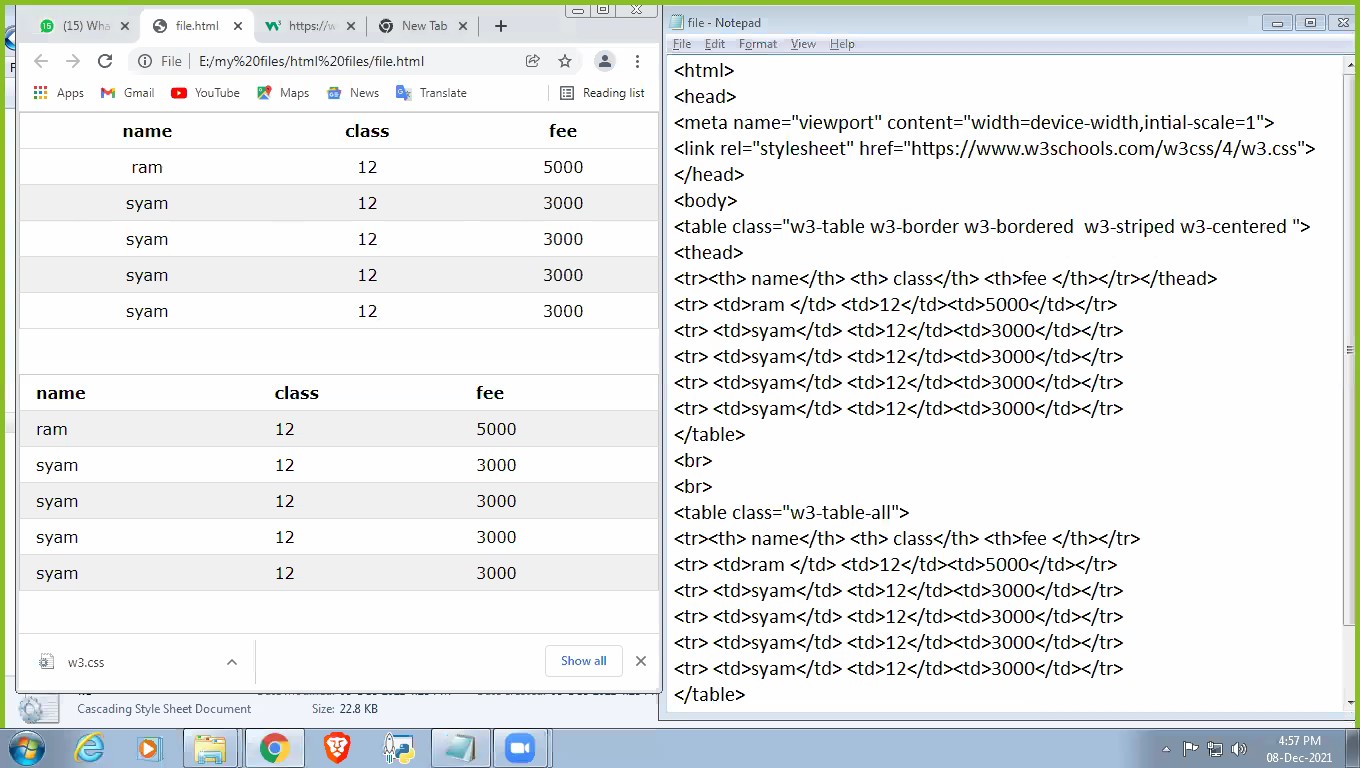 (15) Wha
file.html
https://w
New Tab
File
E:/my%20files/html%20files/file.html
Apps
Gmail
YouTube
Maps
News
Translate
Reading list
name class fee
ram 12 5000
syam 12 3000
syam 12 3000
syam 12 3000
syam 12 3000
name class fee
ram 12 5000
syam 12 3000
syam 12 3000
syam 12 3000
syam 12 3000
w3.css
Show all
Cascading Style Sheet Document
Size: 22.8 KB
file - Notepad
File Edit Format View Help
<html>
<head>
<meta name="viewport" content="width=device-width,intial-scale=1">
<link rel="stylesheet" href="https://www.w3schools.com/w3css/4/w3.css">
</head>
<body>
<table class="w3-table w3-border w3-bordered  w3-striped w3-centered ">
<thead>
<tr><th> name</th> <th> class</th> <th>fee </th></tr></thead>
<tr> <td>ram </td> <td>12</td><td>5000</td></tr>
<tr> <td>syam</td> <td>12</td><td>3000</td></tr>
<tr> <td>syam</td> <td>12</td><td>3000</td></tr>
<tr> <td>syam</td> <td>12</td><td>3000</td></tr>
<tr> <td>syam</td> <td>12</td><td>3000</td></tr>
</table>
<br>
<br>
<table class="w3-table-all">
<tr><th> name</th> <th> class</th> <th>fee </th></tr>
<tr> <td>ram </td> <td>12</td><td>5000</td></tr>
<tr> <td>syam</td> <td>12</td><td>3000</td></tr>
<tr> <td>syam</td> <td>12</td><td>3000</td></tr>
<tr> <td>syam</td> <td>12</td><td>3000</td></tr>
<tr> <td>syam</td> <td>12</td><td>3000</td></tr>
</table>
4:57 PM
08-Dec-2021